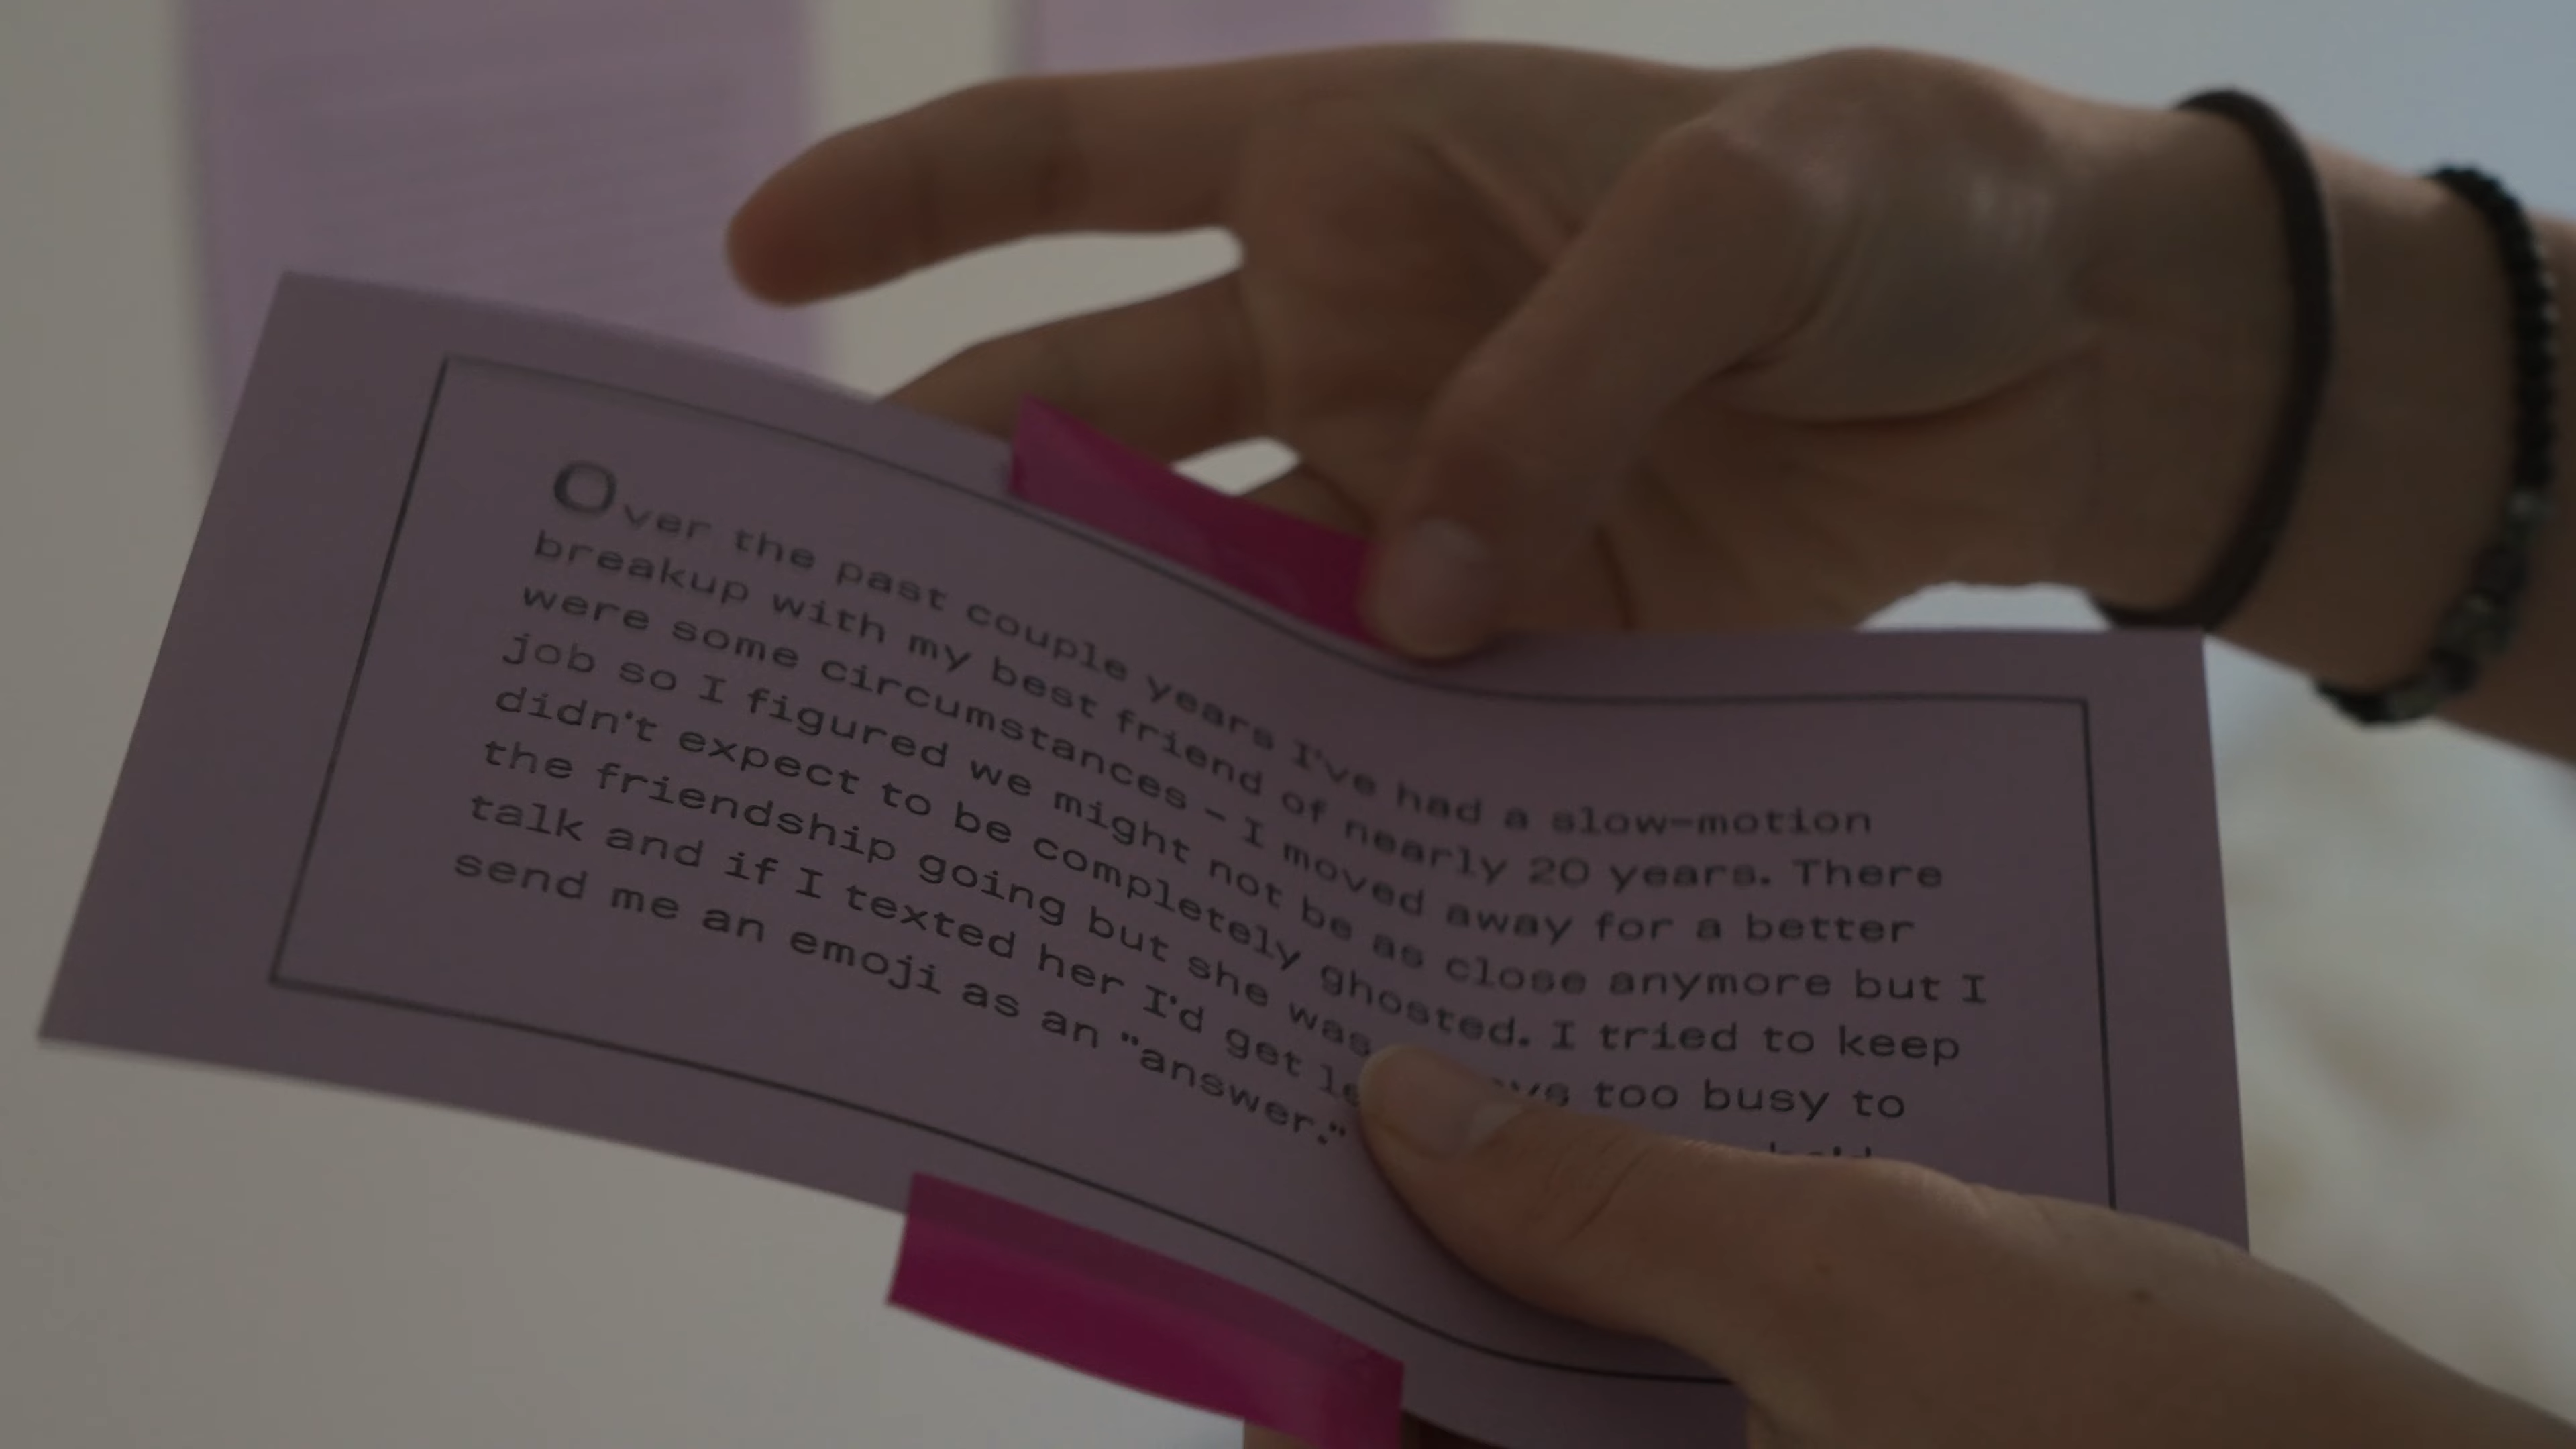 Over the past couple years I've had a slow-motion
breakup with my best friend of nearly 20 years. There
were some circumstances - I moved away for a better
job so I figured we might not be as close anymore but I
didn't expect to be completely ghosted. I tried to keep
the friendship going but she was too busy to
talk and if I texted her I'd get
send me an emoji as an "answer."